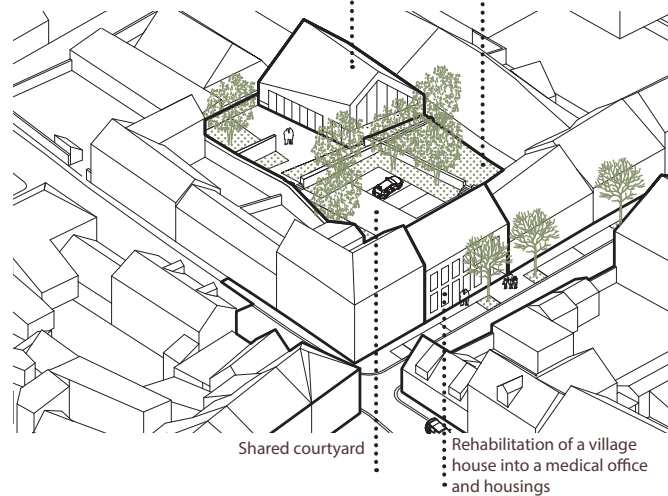 Shared courtyard
Rehabilitation of a village
house into a medical office
and housings